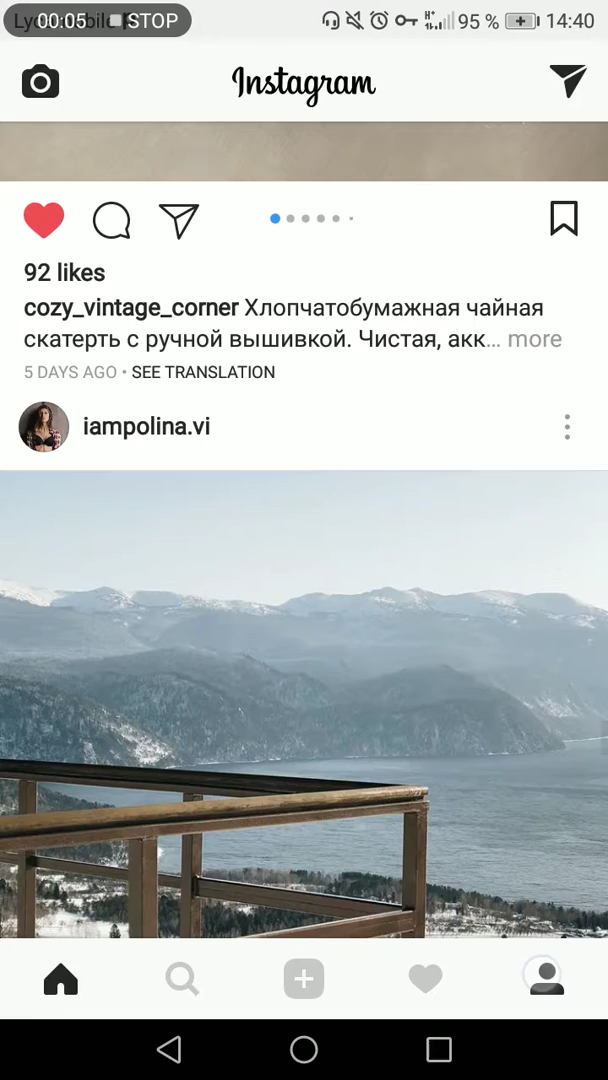 00:05 STOP 95 % 14:40
Instagram
92 likes
cozy_vintage_corner Хлопчатобумажная чайная
скатерть с ручной вышивкой. Чистая, акк... more
5 DAYS AGO • SEE TRANSLATION
iampolina.vi